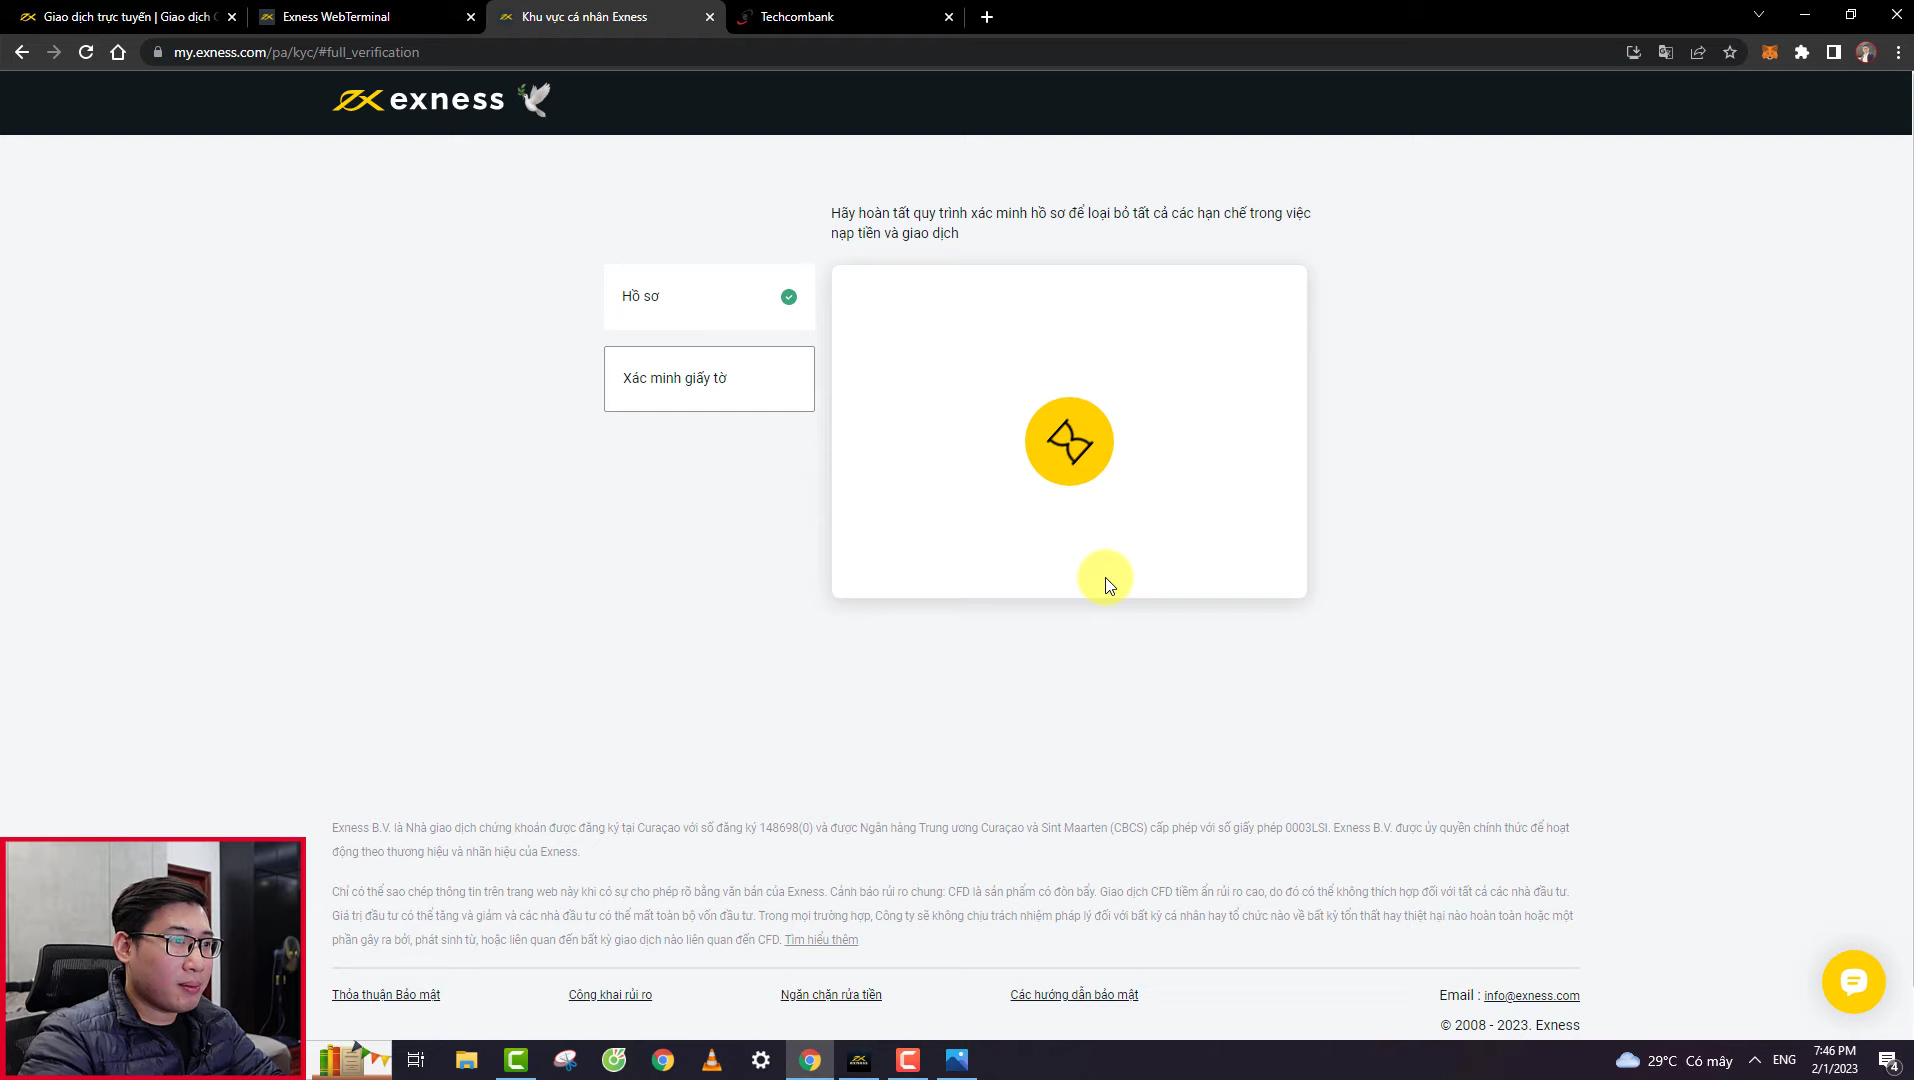 Giao dịch trực tuyến | Giao dịch
Exness WebTerminal
Khu vực cá nhân Exness
Techcombank
my.exness.com/pa/kyc/#full_verification
exness
Hãy hoàn tất quy trình xác minh hồ sơ để loại bỏ tất cả các hạn chế trong việc
nạp tiền và giao dịch
Hồ sơ
Xác minh giấy tờ
Exness B.V. là Nhà giao dịch chứng khoán được đăng ký tại Curaçao với số đăng ký 148698(0) và được Ngân hàng Trung ương Curaçao và Sint Maarten (CBCS) cấp phép với số giấy phép 0003LSI. Exness B.V. được ủy quyền chính thức để hoạt
động theo thương hiệu và nhãn hiệu của Exness.
Chỉ có thể sao chép thông tin trên trang web này khi có sự cho phép rõ bằng văn bản của Exness. Cảnh báo rủi ro chung: CFD là sản phẩm có đòn bẩy. Giao dịch CFD tiềm ẩn rủi ro cao, do đó có thể không thích hợp đối với tất cả các nhà đầu tư.
Giá trị đầu tư có thể tăng và giảm và các nhà đầu tư có thể mất toàn bộ vốn đầu tư. Trong mọi trường hợp, Công ty sẽ không chịu trách nhiệm pháp lý đối với bất kỳ cá nhân hay tổ chức nào về bất kỳ tổn thất hay thiệt hại nào hoàn toàn hoặc một
phần gây ra bởi, phát sinh từ, hoặc liên quan đến bất kỳ giao dịch nào liên quan đến CFD. Tìm hiểu thêm
Thỏa thuận Bảo mật
Công khai rủi ro
Ngăn chặn rửa tiền
Các hướng dẫn bảo mật
Email : info@exness.com
© 2008 - 2023. Exness
29°C Có mây
ENG
7:46 PM
2/1/2023
4